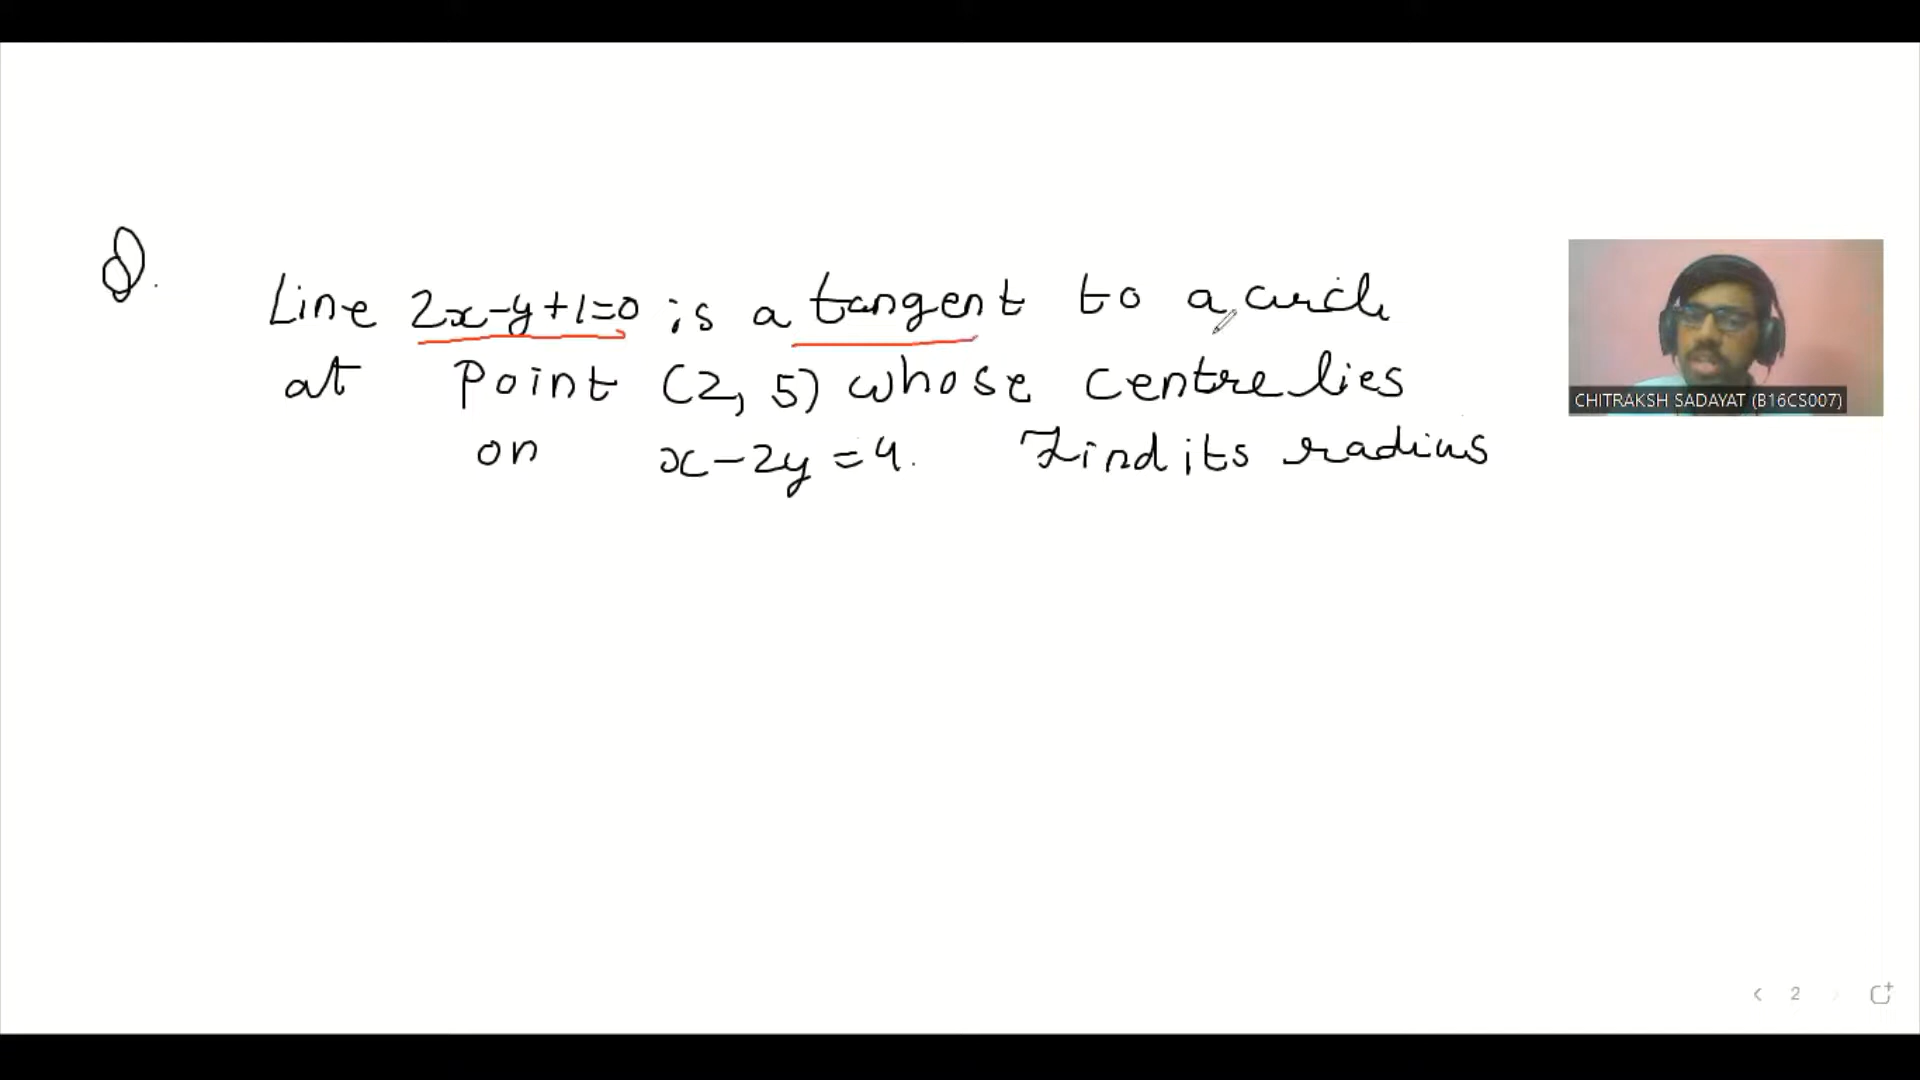 Q.
Line 2x-y+1=0 is a tangent to a circle
at Point (2, 5) whose centre lies
on x-2y=4. Find its radius
CHITRAKSH SADAYAT (B16CS007)
2